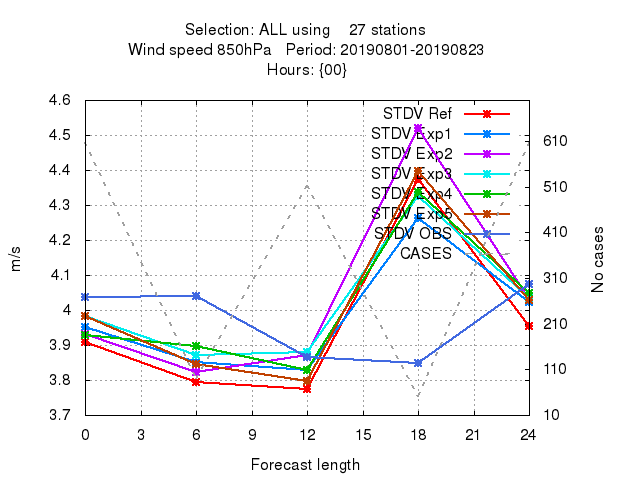 Selection: ALL using 27 stations
Wind speed 850hPa Period: 20190801-20190823
Hours: {00}
4.6
4.5
4.4
4.3
4.2
4.1
4
3.9
3.8
3.7
m/s
STDV Ref
STDV Exp1
STDV Exp2
STDV Exp3
STDV Exp4
STDV Exp5
STDV OBS
CASES
610
510
410
310
210
110
10
No cases
0 3 6 9 12 15 18 21 24
Forecast length